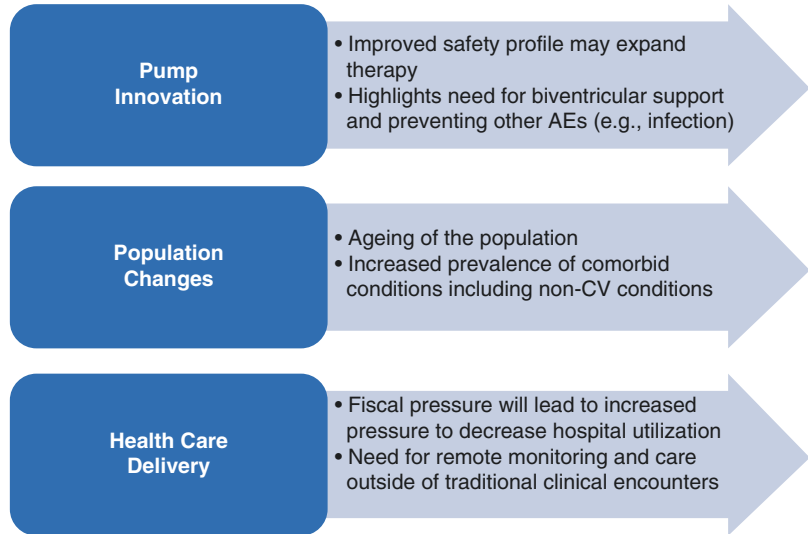 Pump
Innovation
• Improved safety profile may expand
therapy
• Highlights need for biventricular support
and preventing other AEs (e.g., infection)
Population
Changes
• Ageing of the population
• Increased prevalence of comorbid
conditions including non-CV conditions
Health Care
Delivery
• Fiscal pressure will lead to increased
pressure to decrease hospital utilization
• Need for remote monitoring and care
outside of traditional clinical encounters